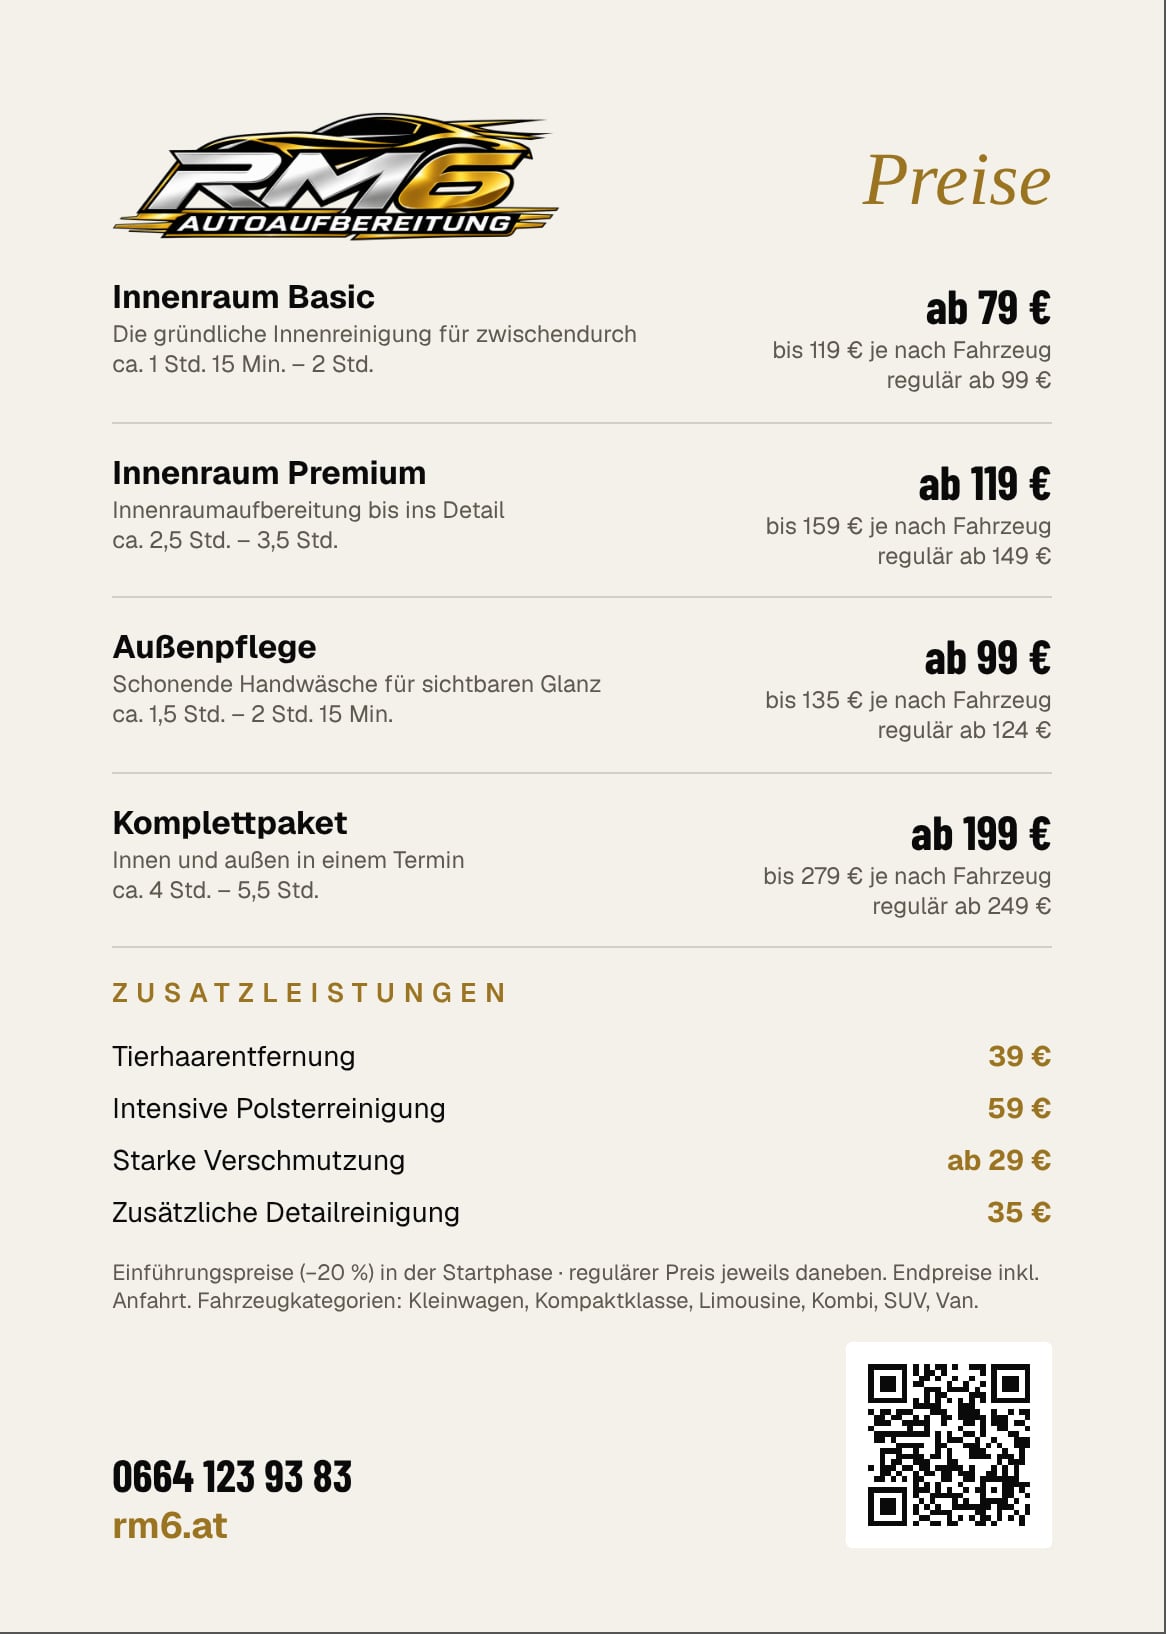 RM6
AUTOAUFBEREITUNG
Preise
Innenraum Basic
Die gründliche Innenreinigung für zwischendurch
ca. 1 Std. 15 Min. – 2 Std.
ab 79 €
bis 119 € je nach Fahrzeug
regulär ab 99 €
Innenraum Premium
Innenraumaufbereitung bis ins Detail
ca. 2,5 Std. – 3,5 Std.
ab 119 €
bis 159 € je nach Fahrzeug
regulär ab 149 €
Außenpflege
Schonende Handwäsche für sichtbaren Glanz
ca. 1,5 Std. – 2 Std. 15 Min.
ab 99 €
bis 135 € je nach Fahrzeug
regulär ab 124 €
Komplettpaket
Innen und außen in einem Termin
ca. 4 Std. – 5,5 Std.
ab 199 €
bis 279 € je nach Fahrzeug
regulär ab 249 €
ZUSATZLEISTUNGEN
Tierhaarentfernung 39 €
Intensive Polsterreinigung 59 €
Starke Verschmutzung ab 29 €
Zusätzliche Detailreinigung 35 €
Einführungspreise (−20 %) in der Startphase · regulärer Preis jeweils daneben. Endpreise inkl.
Anfahrt. Fahrzeugkategorien: Kleinwagen, Kompaktklasse, Limousine, Kombi, SUV, Van.
0664 123 93 83
rm6.at